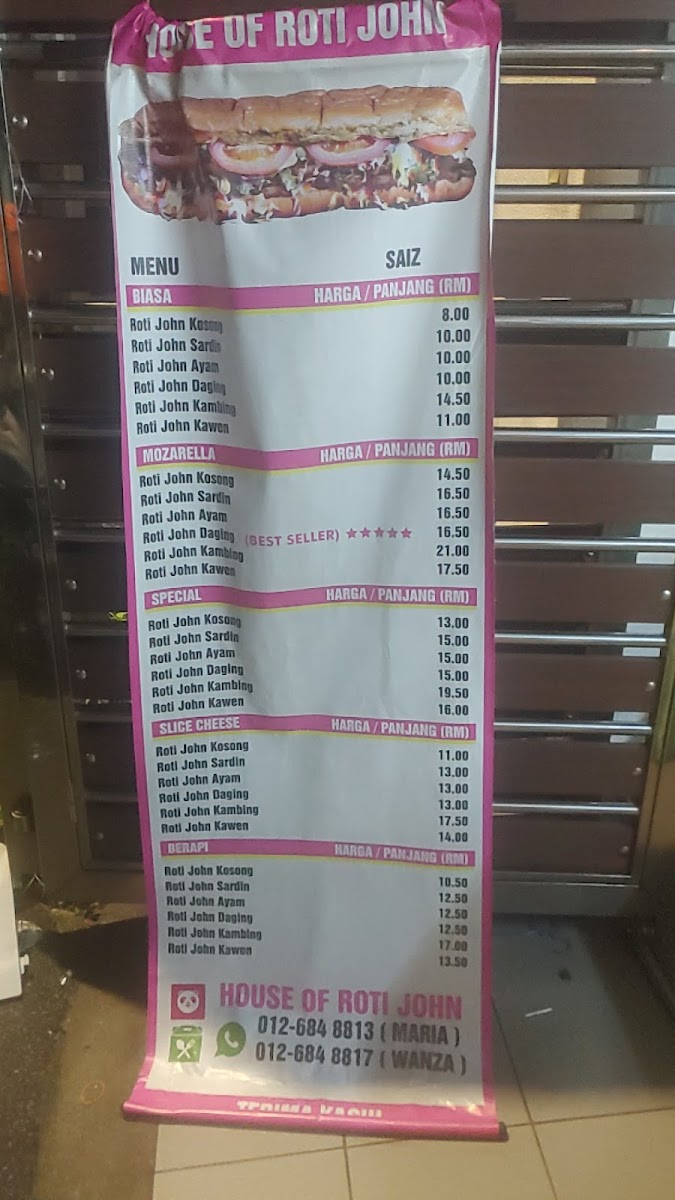 HOUSE OF ROTI JOHN
MENU SAIZ
BIASA HARGA / PANJANG (RM)
Roti John Kosong 8.00
Roti John Sardin 10.00
Roti John Ayam 10.00
Roti John Daging 10.00
Roti John Kambing 14.50
Roti John Kawen 11.00
MOZARELLA HARGA / PANJANG (RM)
Roti John Kosong 14.50
Roti John Sardin 16.50
Roti John Ayam 16.50
Roti John Daging (BEST SELLER) ★★★★★ 16.50
Roti John Kambing 21.00
Roti John Kawen 17.50
SPECIAL HARGA / PANJANG (RM)
Roti John Kosong 13.00
Roti John Sardin 15.00
Roti John Ayam 15.00
Roti John Daging 15.00
Roti John Kambing 19.50
Roti John Kawen 16.00
SLICE CHEESE HARGA / PANJANG (RM)
Roti John Kosong 11.00
Roti John Sardin 13.00
Roti John Ayam 13.00
Roti John Daging 13.00
Roti John Kambing 17.50
Roti John Kawen 14.00
BERAPI HARGA / PANJANG (RM)
Roti John Kosong 10.50
Roti John Sardin 12.50
Roti John Ayam 12.50
Roti John Daging 12.50
Roti John Kambing 17.00
Roti John Kawen 13.50
HOUSE OF ROTI JOHN
012-684 8813 ( MARIA )
012-684 8817 ( WANZA )
TERIMA KASIH